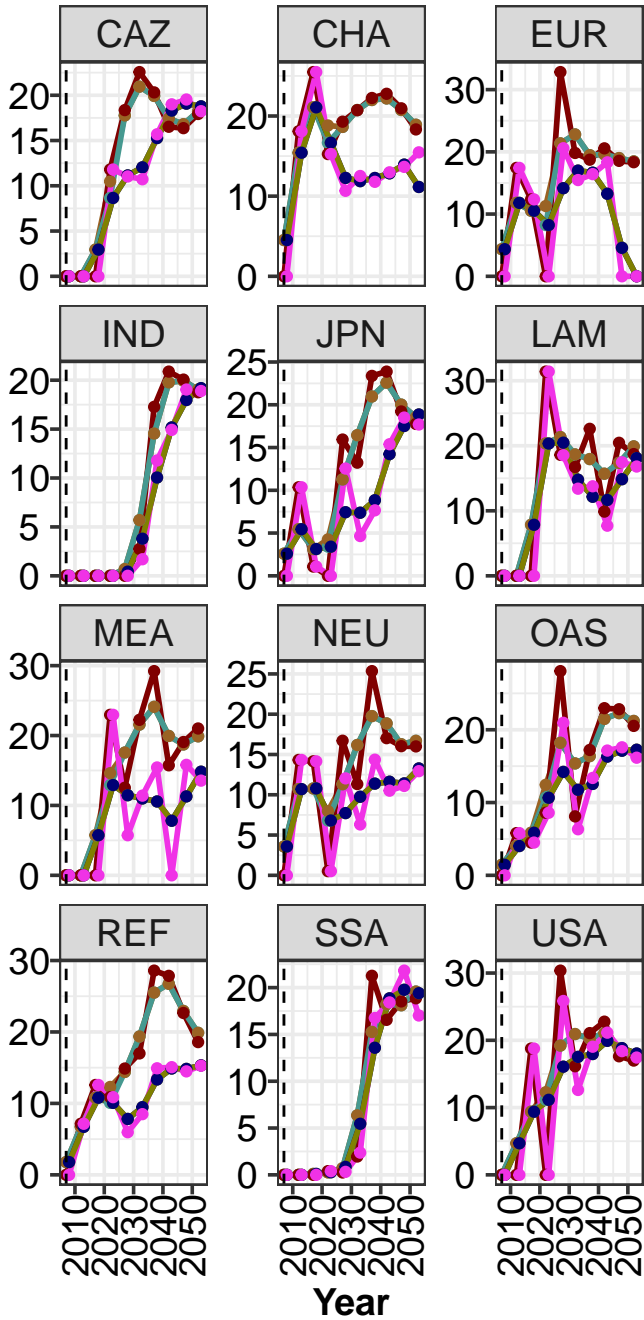 CAZ CHA EUR
20 20 30
15 20
10 10 10
5
0 0 0
IND JPN LAM
20 25 30
15 20 20
10 15 10
5 10 0
0 5
0
MEA NEU OAS
30 25 20
20 20 10
10 15 0
0 10
5
0
REF SSA USA
30 20 30
20 15 20
10 10 10
0 5 0
0
2010 2020 2030 2040 2050 2010 2020 2030 2040 2050 2010 2020 2030 2040 2050
Year